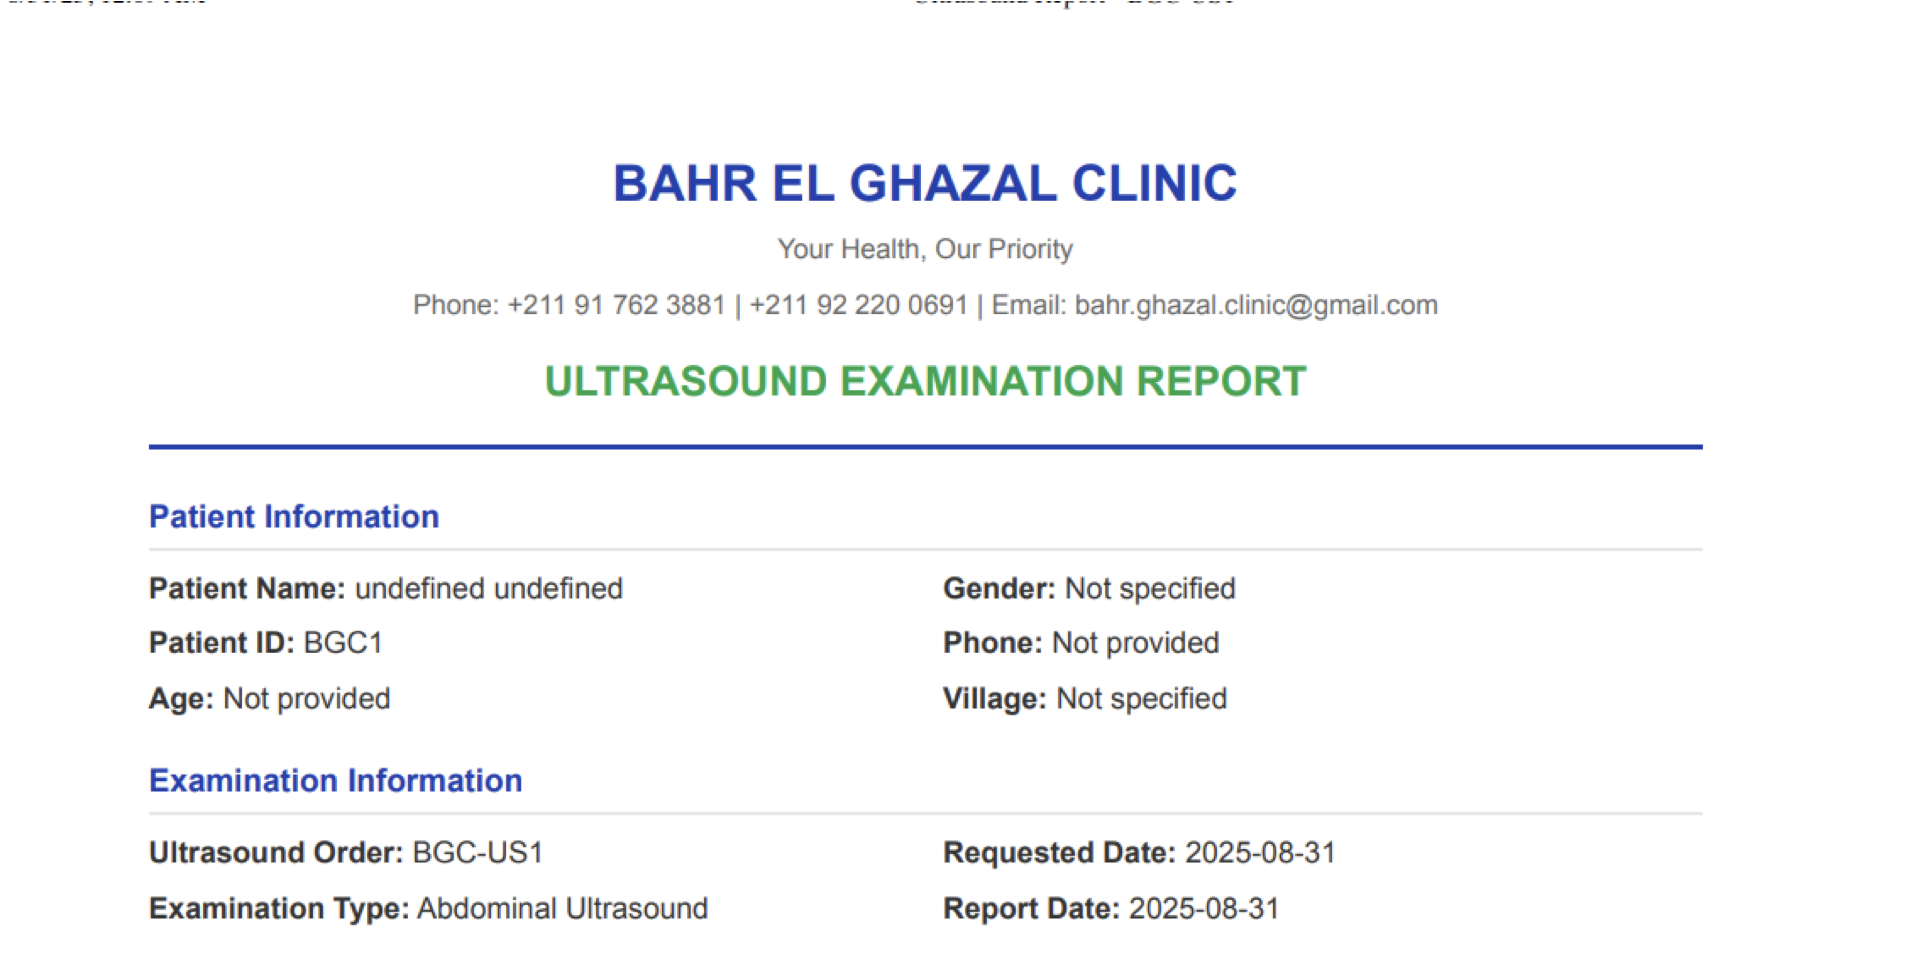 BAHR EL GHAZAL CLINIC
Your Health, Our Priority
Phone: +211 91 762 3881 | +211 92 220 0691 | Email: bahr.ghazal.clinic@gmail.com
ULTRASOUND EXAMINATION REPORT
Patient Information
Patient Name: undefined undefined
Gender: Not specified
Patient ID: BGC1
Phone: Not provided
Age: Not provided
Village: Not specified
Examination Information
Ultrasound Order: BGC-US1
Requested Date: 2025-08-31
Examination Type: Abdominal Ultrasound
Report Date: 2025-08-31